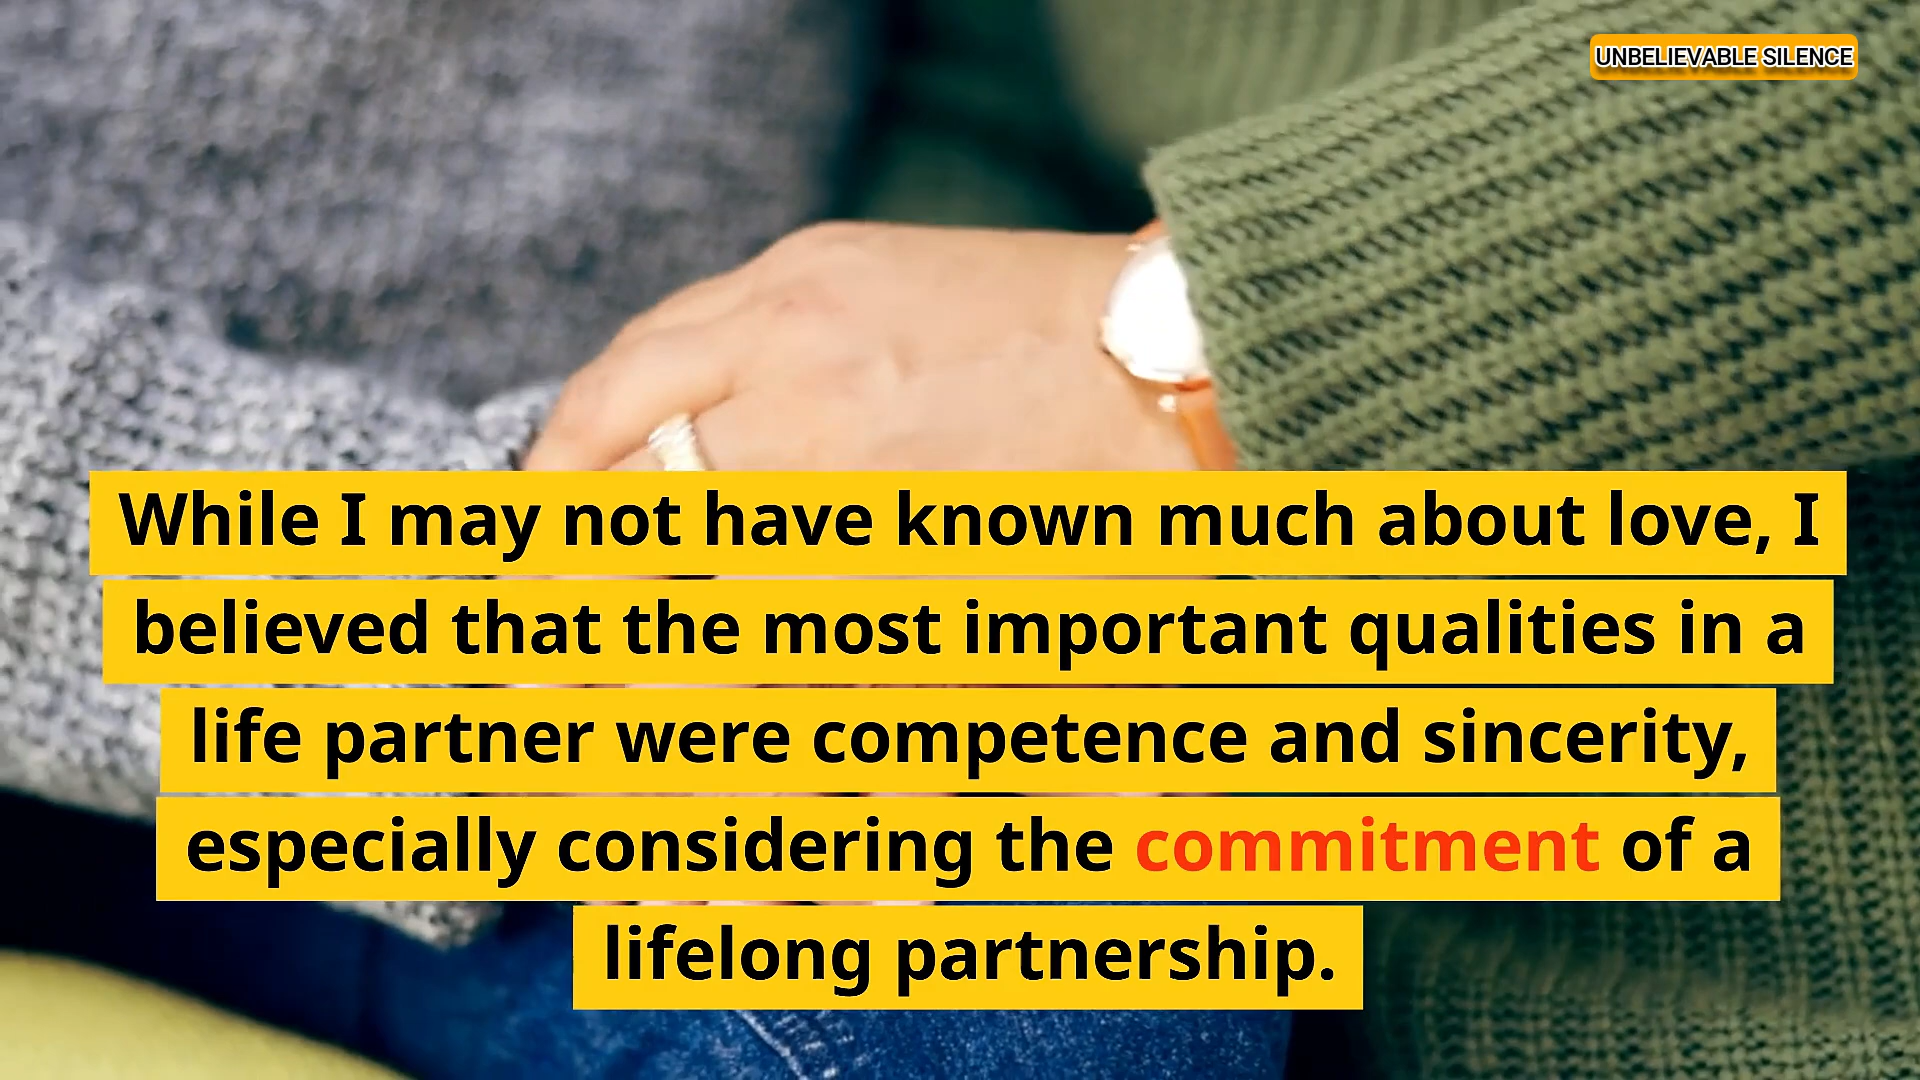 UNBELIEVABLE SILENCE
While I may not have known much about love, I
believed that the most important qualities in a
life partner were competence and sincerity,
especially considering the commitment of a
lifelong partnership.